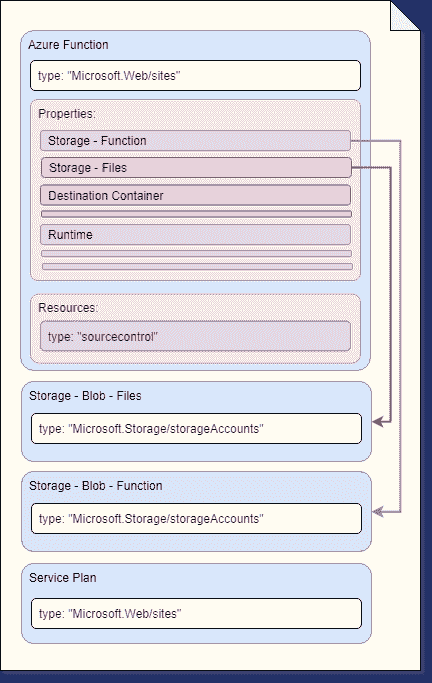 Azure Function
type: "Microsoft.Web/sites"
Properties:
Storage - Function
Storage - Files
Destination Container
Runtime
Resources:
type: "sourcecontrol"
Storage - Blob - Files
type: "Microsoft.Storage/storageAccounts"
Storage - Blob - Function
type: "Microsoft.Storage/storageAccounts"
Service Plan
type: "Microsoft.Web/sites"